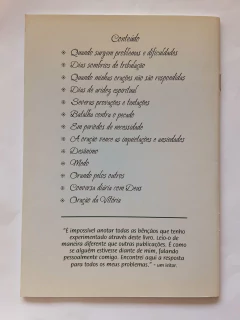 Conteúdo
Quando surgem problemas e dificuldades
Dias sombrios de tribulação
Quando minhas orações não são respondidas
Dias de aridez espiritual
Severas provações e tentações
Batalha contra o pecado
Em períodos de necessidade
A oração vence as inquietações e ansiedades
Desânimo
Medo
Orando pelos outros
Conversa diária com Deus
Oração da Vitória
"É impossível anotar todas as bênçãos que tenho
experimentado através deste livro. Leio-o de
maneira diferente que outras publicações. É como
se alguém estivesse diante de mim, falando
pessoalmente comigo. Encontrei aqui a resposta
para todos os meus problemas." - um leitor.